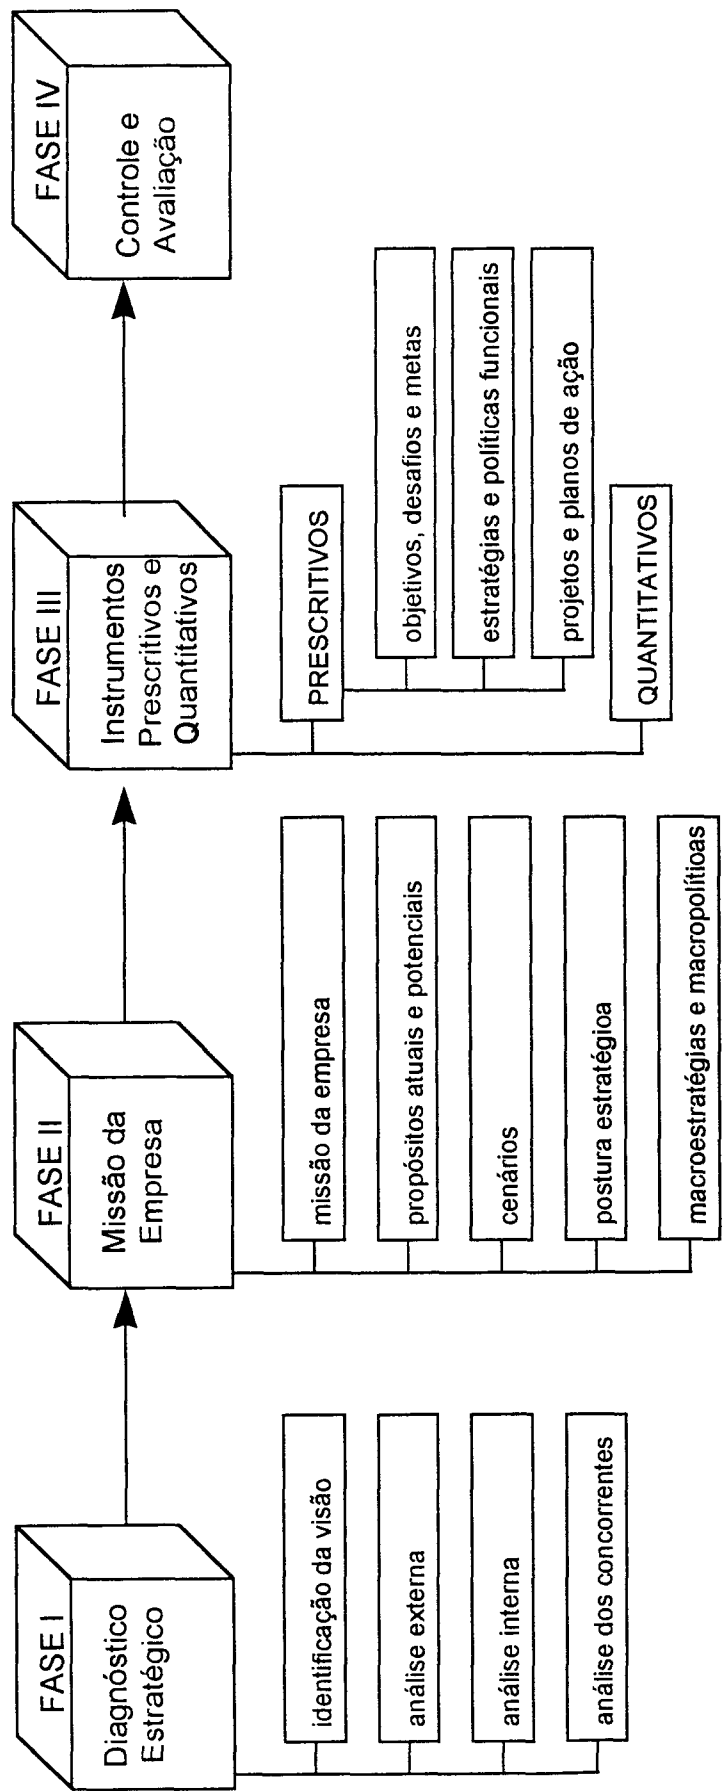 FASE I
Diagnóstico
Estratégico
identificação da visão
análise externa
análise interna
análise dos concorrentes
FASE II
Missão da
Empresa
missão da empresa
propósitos atuais e potenciais
cenários
postura estratégioa
macroestratégias e macropolítioas
FASE III
Instrumentos
Prescritivos e
Quantitativos
PRESCRITIVOS
objetivos, desafios e metas
estratégias e políticas funcionais
projetos e planos de ação
QUANTITATIVOS
FASE IV
Controle e
Avaliação